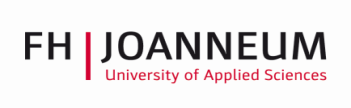 FH JOANNEUM
University of Applied Sciences